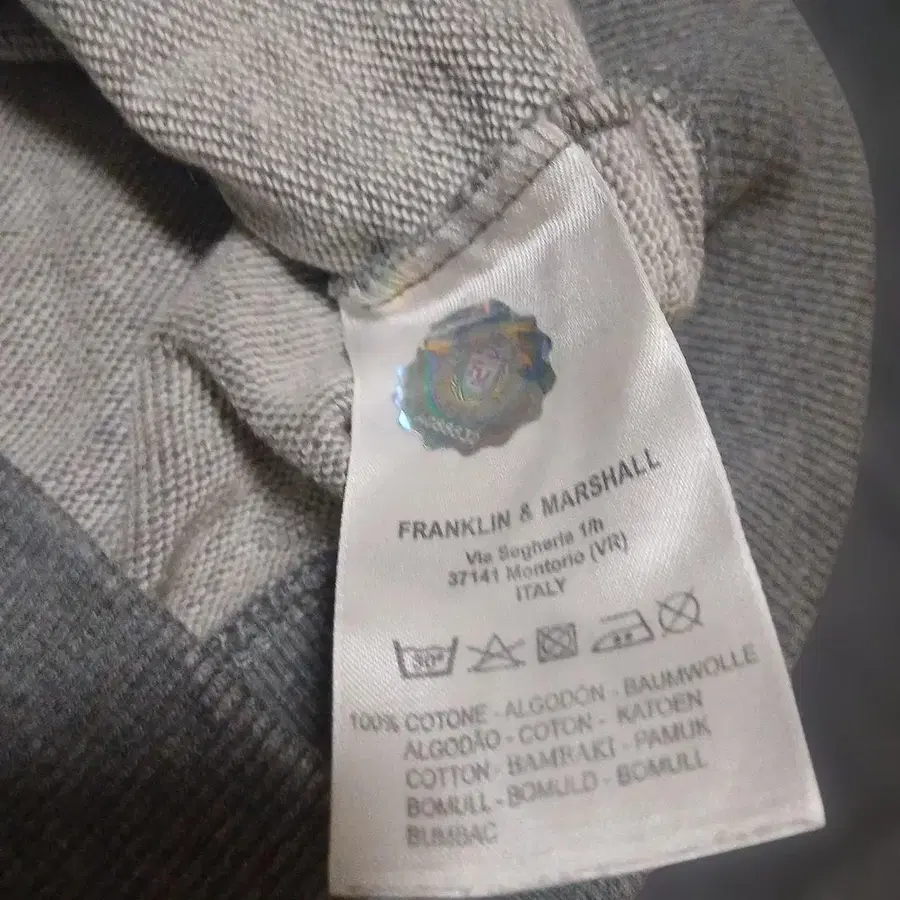 FRANKLIN & MARSHALL
Via Segherie 1/h
37141 Montorio (VR)
ITALY
30°
100% COTONE - ALGODÓN - BAUMWOLLE
ALGODÃO - COTON - KATOEN
COTTON - BAMBAKI - PAMUK
BOMULL - BOMULD - BOMULL
BUMBAC